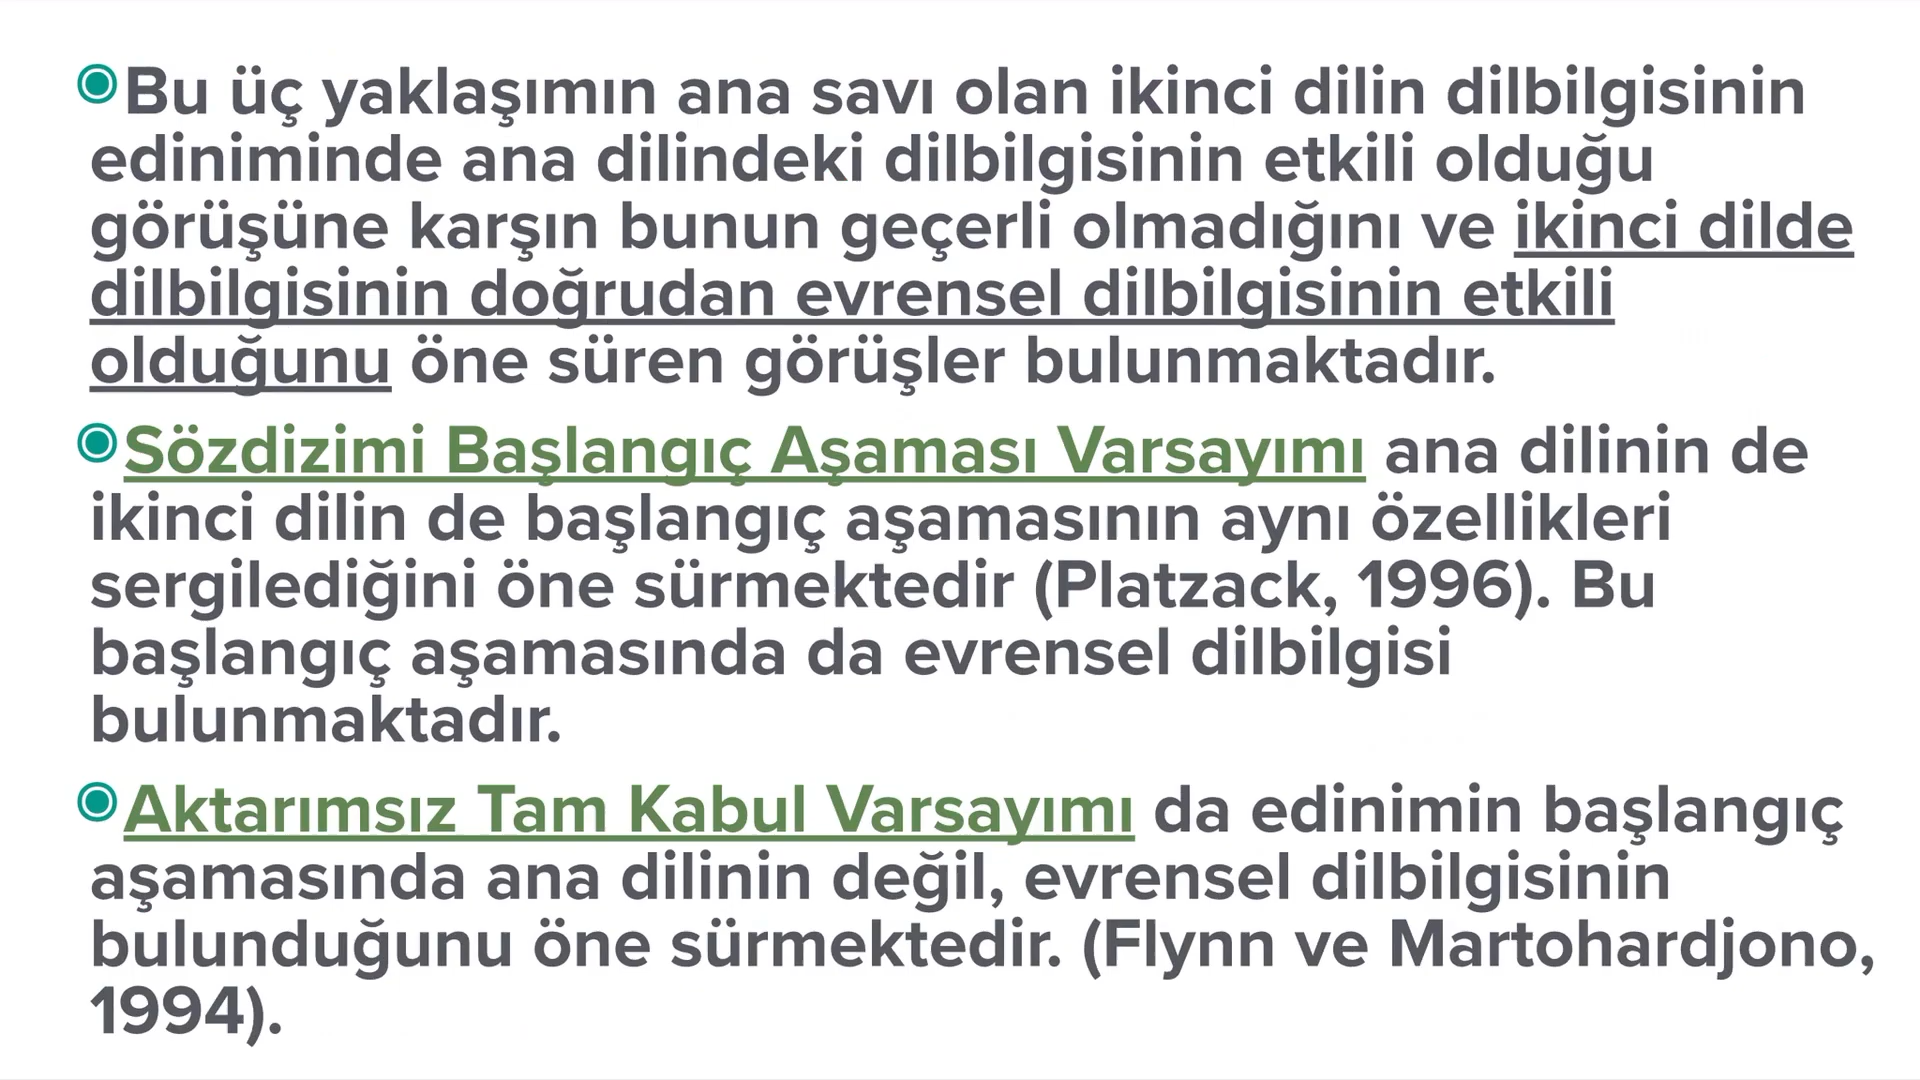 Bu üç yaklaşımın ana savı olan ikinci dilin dilbilgisinin
ediniminde ana dilindeki dilbilgisinin etkili olduğu
görüşüne karşın bunun geçerli olmadığını ve ikinci dilde
dilbilgisinin doğrudan evrensel dilbilgisinin etkili
olduğunu öne süren görüşler bulunmaktadır.
Sözdizimi Başlangıç Aşaması Varsayımı ana dilinin de
ikinci dilin de başlangıç aşamasının aynı özellikleri
sergilediğini öne sürmektedir (Platzack, 1996). Bu
başlangıç aşamasında da evrensel dilbilgisi
bulunmaktadır.
Aktarımsız Tam Kabul Varsayımı da edinimin başlangıç
aşamasında ana dilinin değil, evrensel dilbilgisinin
bulunduğunu öne sürmektedir. (Flynn ve Martohardjono,
1994).